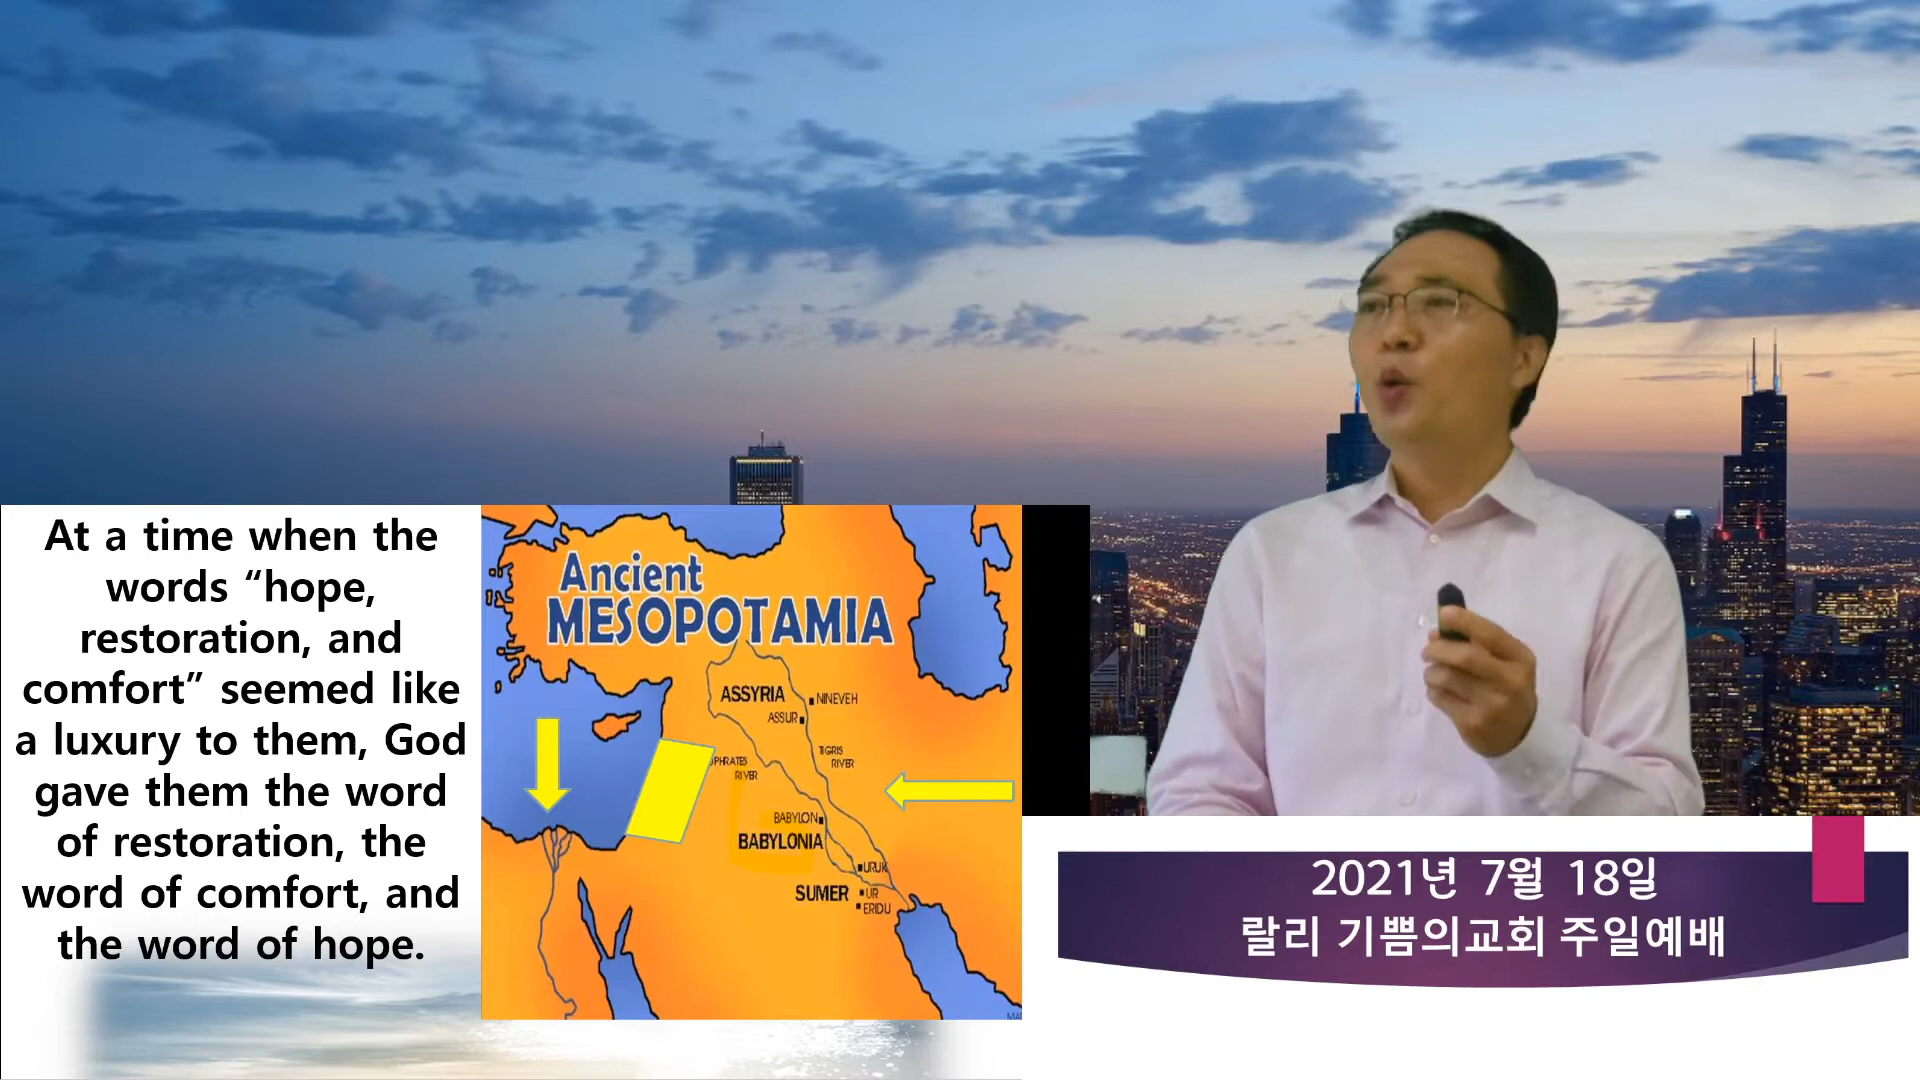 At a time when the
words “hope,
restoration, and
comfort” seemed like
a luxury to them, God
gave them the word
of restoration, the
word of comfort, and
the word of hope.
Ancient
MESOPOTAMIA
ASSYRIA
NINEVEH
ASSUR
PHRATES
RIVER
TIGRIS
RIVER
BABYLON
BABYLONIA
URUK
SUMER
UR
ERIDU
2021년 7월 18일
랄리 기쁨의교회 주일예배